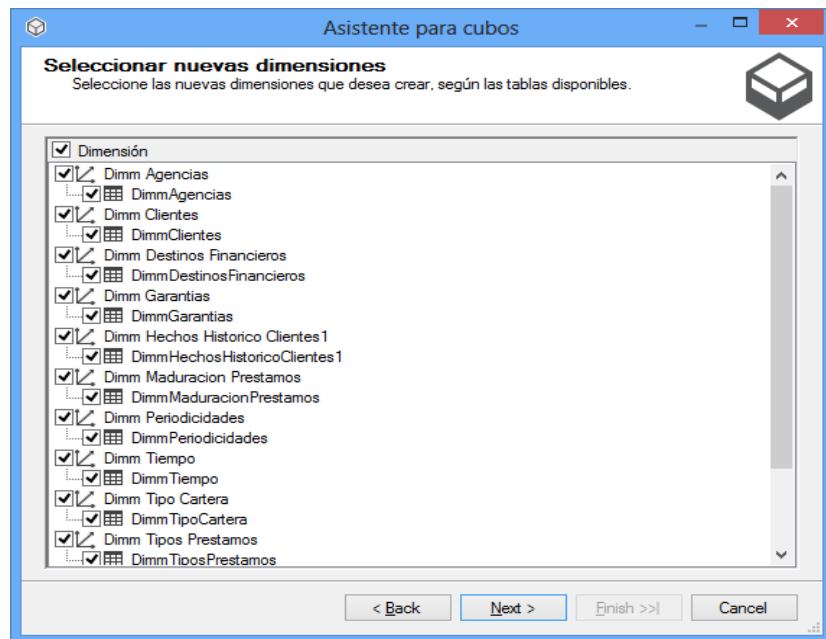 Asistente para cubos
Seleccionar nuevas dimensiones
Seleccione las nuevas dimensiones que desea crear, según las tablas disponibles.
Dimensión
Dimm Agencias
DimmAgencias
Dimm Clientes
DimmClientes
Dimm Destinos Financieros
DimmDestinosFinancieros
Dimm Garantias
DimmGarantias
Dimm Hechos Historico Clientes1
DimmHechosHistoricoClientes1
Dimm Maduracion Prestamos
DimmMaduracionPrestamos
Dimm Periodicidades
DimmPeriodicidades
Dimm Tiempo
DimmTiempo
Dimm Tipo Cartera
DimmTipoCartera
Dimm Tipos Prestamos
DimmTiposPrestamos
< Back Next > Finish >>| Cancel